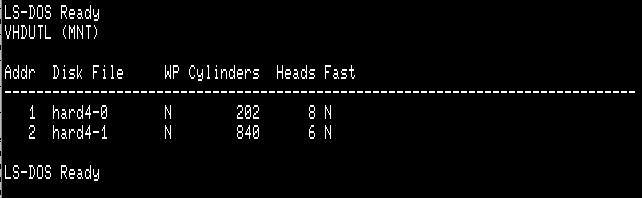 LS-DOS Ready
VHDUTL (MNT)
Addr  Disk File     WP Cylinders  Heads Fast
--------------------------------------------------------------------------------
   1  hard4-0       N        202      8 N
   2  hard4-1       N        840      6 N
LS-DOS Ready